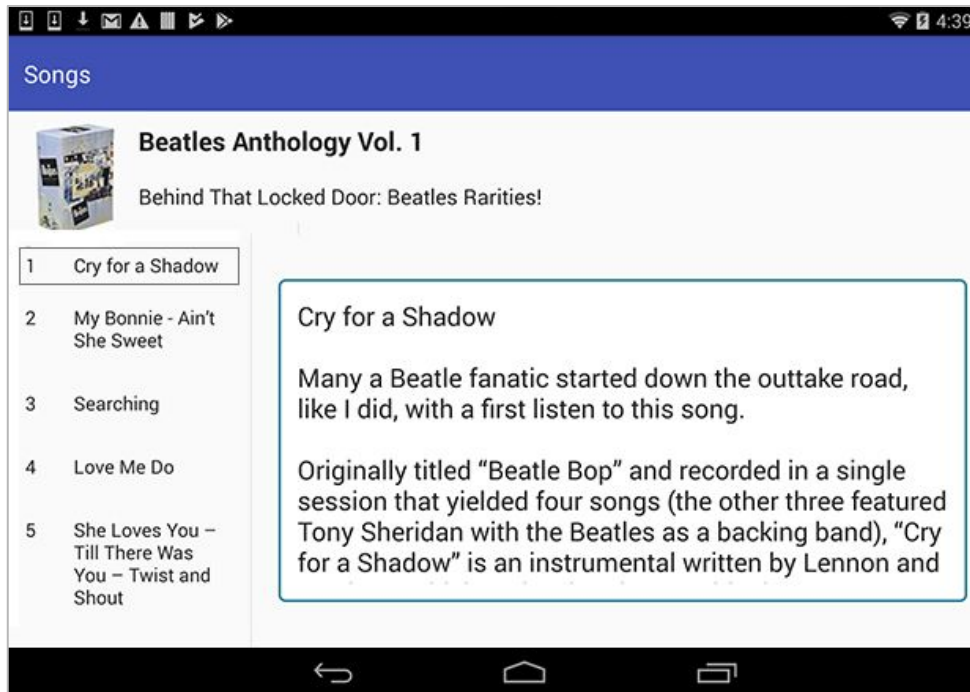 4:39
Songs
Beatles Anthology Vol. 1
Behind That Locked Door: Beatles Rarities!
1 Cry for a Shadow
2 My Bonnie - Ain't
She Sweet
3 Searching
4 Love Me Do
5 She Loves You –
Till There Was
You – Twist and
Shout
Cry for a Shadow
Many a Beatle fanatic started down the outtake road,
like I did, with a first listen to this song.
Originally titled “Beatle Bop” and recorded in a single
session that yielded four songs (the other three featured
Tony Sheridan with the Beatles as a backing band), “Cry
for a Shadow” is an instrumental written by Lennon and